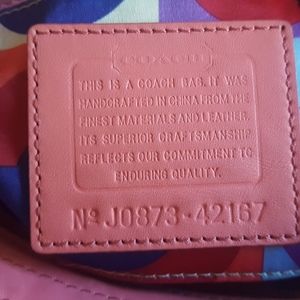 COACH
THIS IS A COACH BAG. IT WAS
HANDCRAFTED IN CHINA FROM THE
FINEST MATERIALS AND LEATHER.
ITS SUPERIOR CRAFTSMANSHIP
REFLECTS OUR COMMITMENT TO
ENDURING QUALITY.
Nº J0873-42167